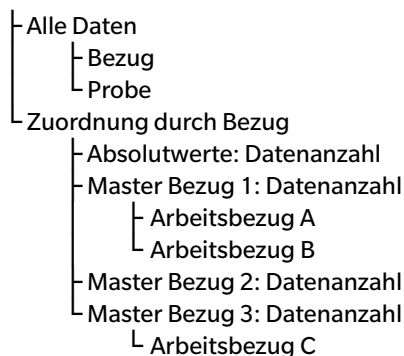 Alle Daten
Bezug
Probe
Zuordnung durch Bezug
Absolutwerte: Datenanzahl
Master Bezug 1: Datenanzahl
Arbeitsbezug A
Arbeitsbezug B
Master Bezug 2: Datenanzahl
Master Bezug 3: Datenanzahl
Arbeitsbezug C